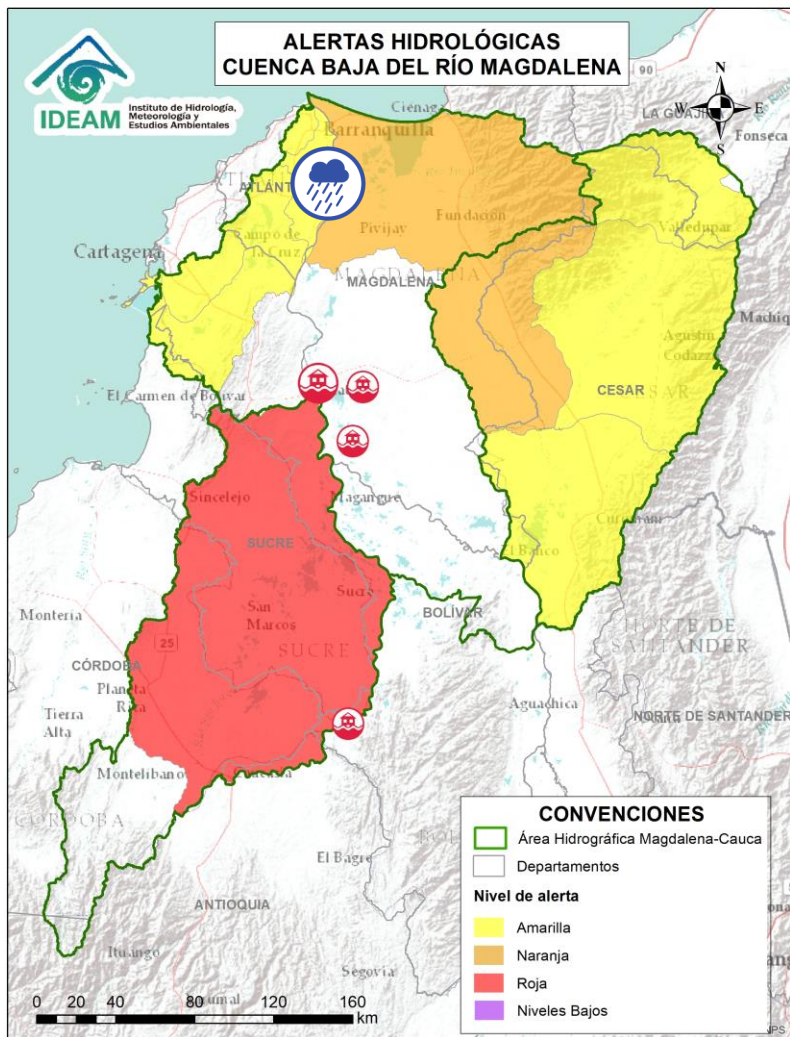 ALERTAS HIDROLÓGICAS
CUENCA BAJA DEL RÍO MAGDALENA
IDEAM
Instituto de Hidrología,
Meteorología y
Estudios Ambientales
N
W
E
S
90
Ciénaga
LA GUAJIRA
Fonseca
Barranquilla
Valledupar
Pivijay
Fundación
Campo de
la Cruz
Cartagena
MAGDALENA
MAGDALENA
Agustín
Codazzi
CESAR
El Carmen de Bolívar
Sincelejo
Magangué
SUCRE
Sucre
El Banco
BOLÍVAR
Montería
San
Marcos
SUCRE
NORTE DE
SANTANDER
CÓRDOBA
25
Planeta
Rica
Tierra
Alta
Aguachica
NORTE DE SANTANDER
Montelíbano
CÓRDOBA
El Bagre
ANTIOQUIA
Ituango
Segovia
0 20 40 80 120 160
km
CONVENCIONES
Área Hidrográfica Magdalena-Cauca
Departamentos
Nivel de alerta
Amarilla
Naranja
Roja
Niveles Bajos